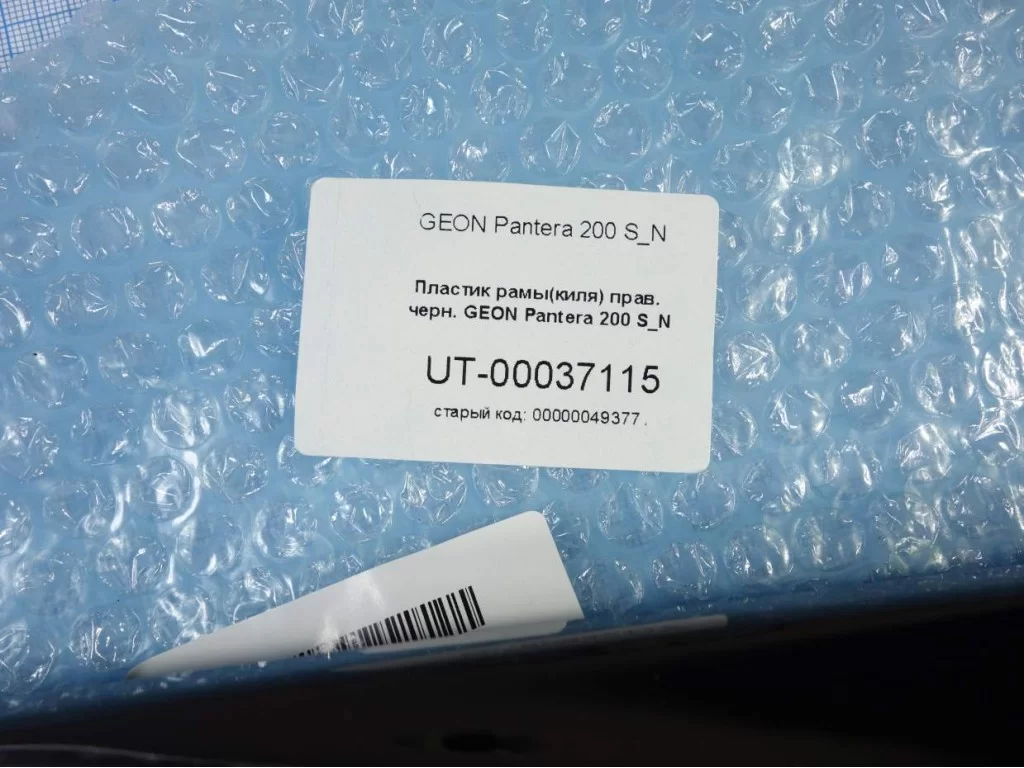 GEON Pantera 200 S_N
Пластик рамы(киля) прав.
черн. GEON Pantera 200 S_N
UT-00037115
старый код: 00000049377 .